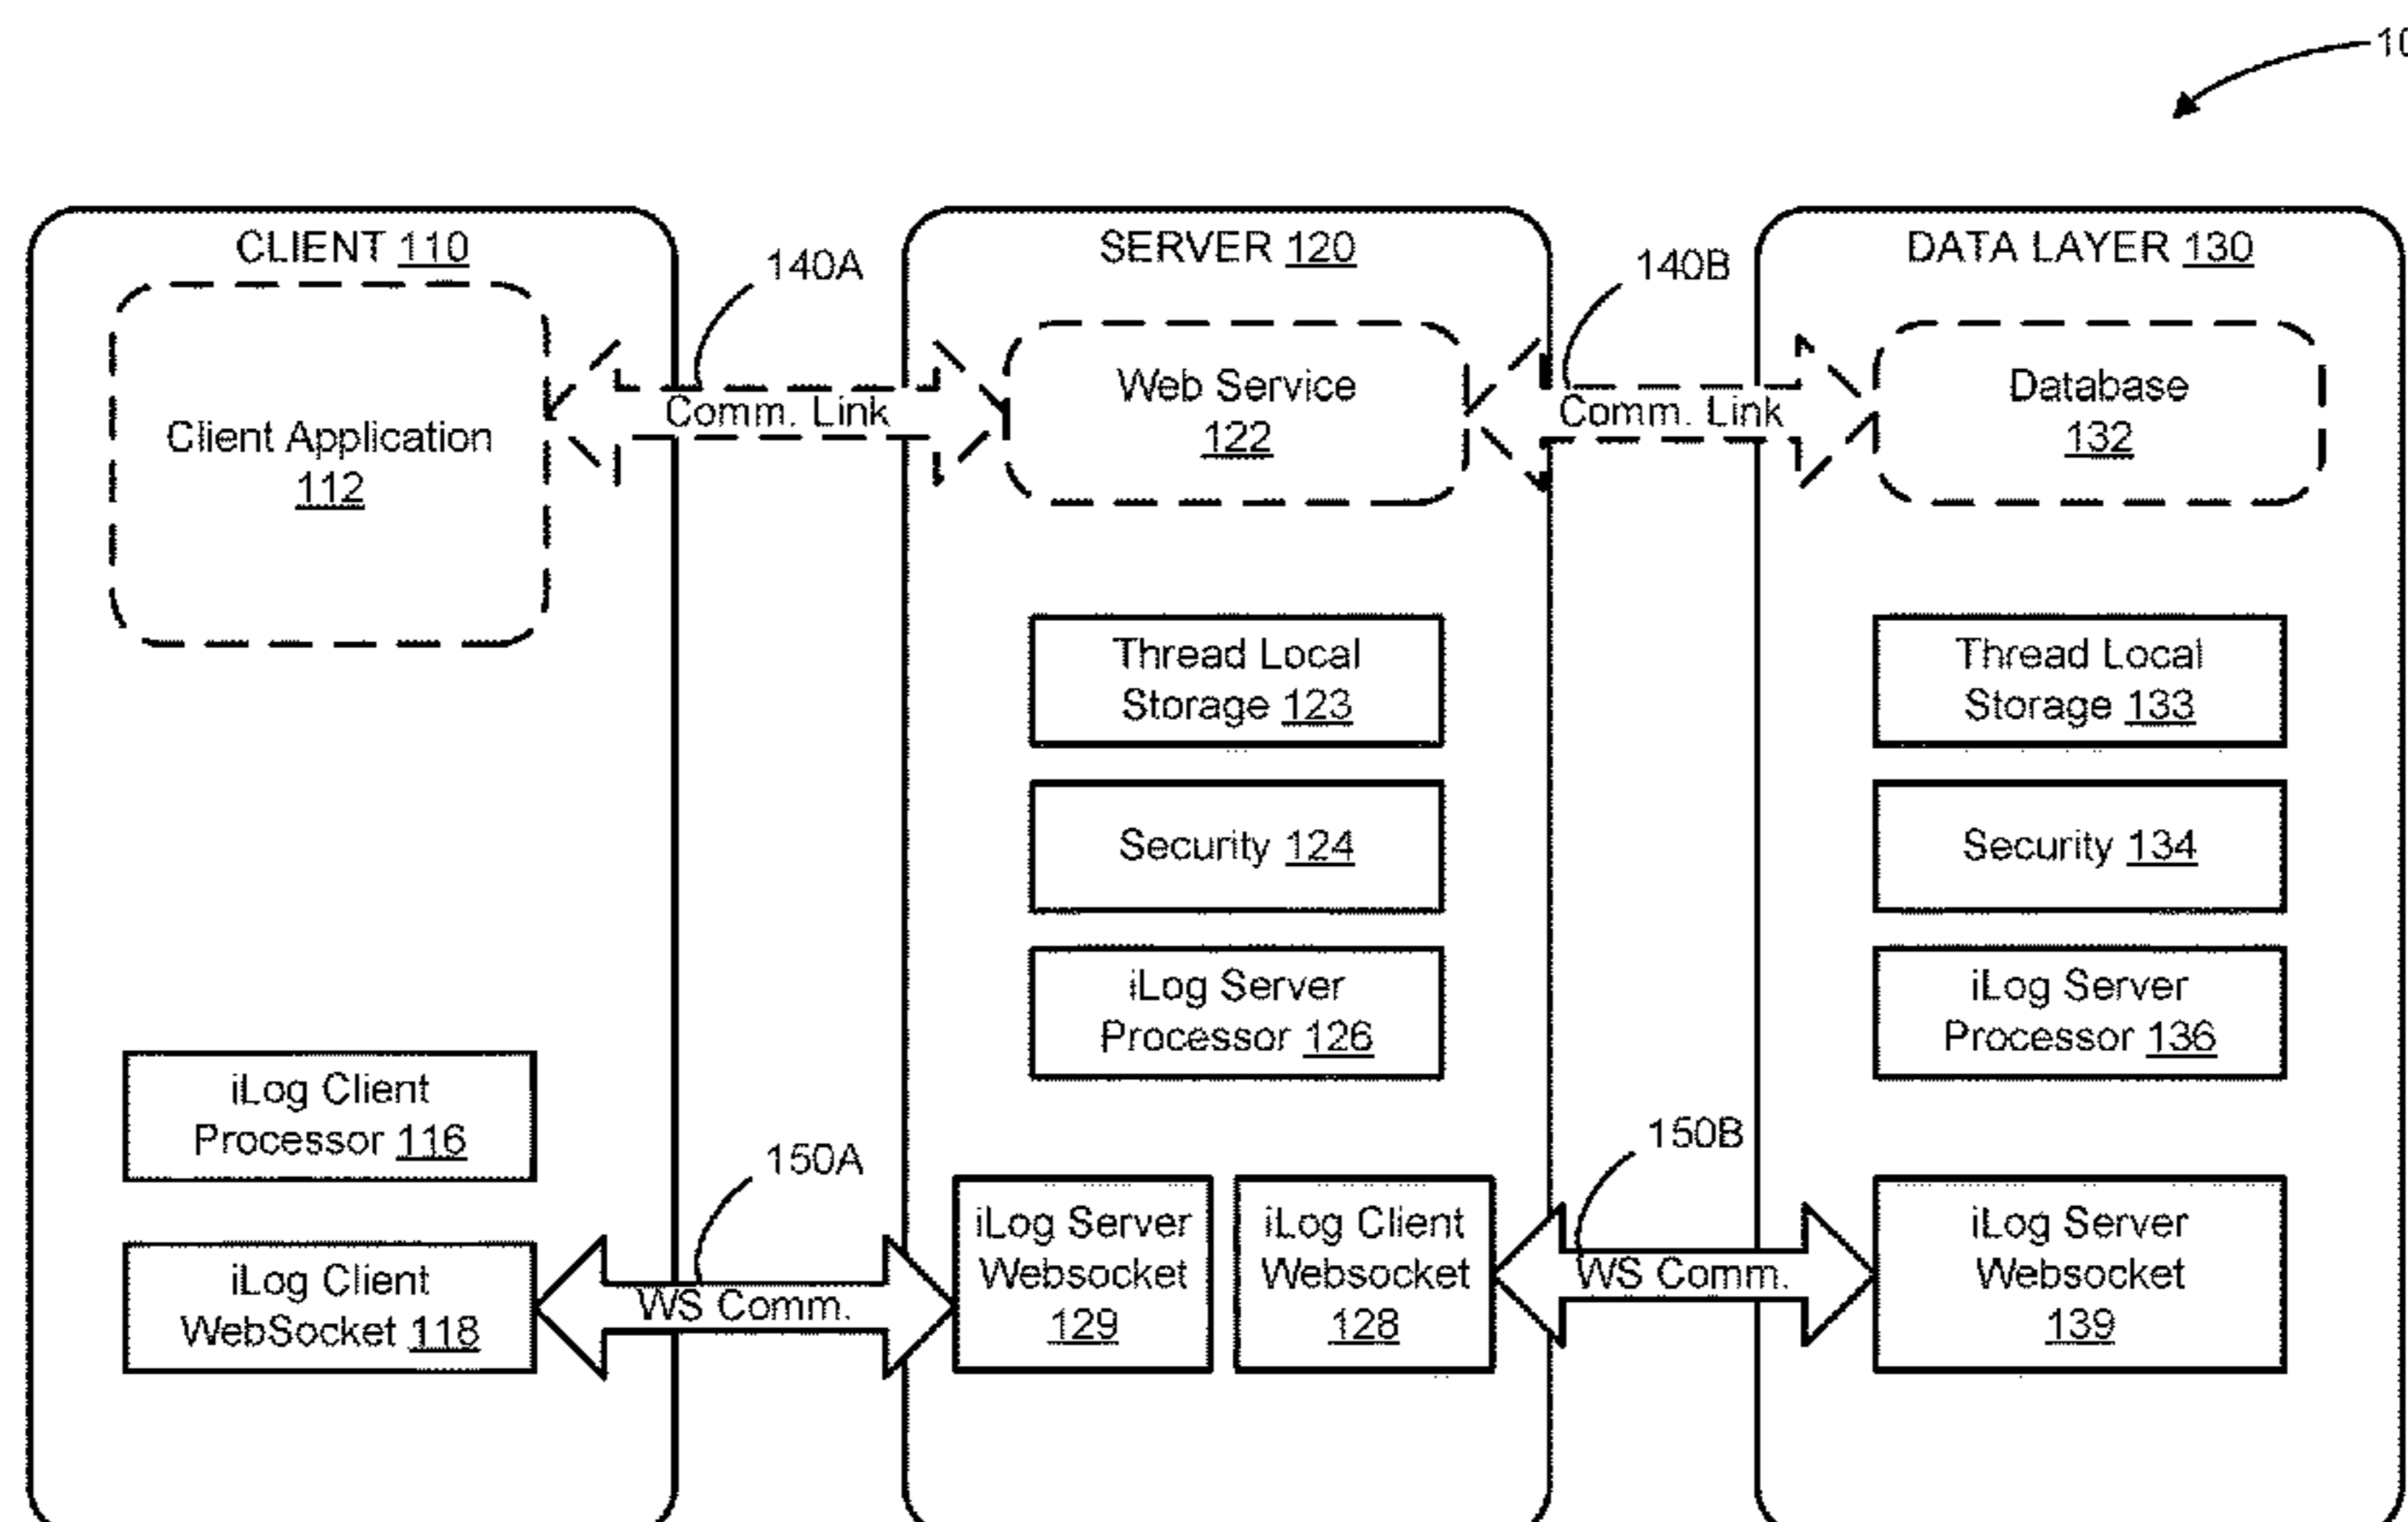 10
CLIENT 110
140A
SERVER 120
140B
DATA LAYER 130
Client Application
112
Comm. Link
Web Service
122
Comm. Link
Database
132
Thread Local
Storage 123
Thread Local
Storage 133
Security 124
Security 134
iLog Server
Processor 126
iLog Server
Processor 136
iLog Client
Processor 116
150A
150B
iLog Client
WebSocket 118
WS Comm.
iLog Server
Websocket
129
iLog Client
Websocket
128
WS Comm.
iLog Server
Websocket
139